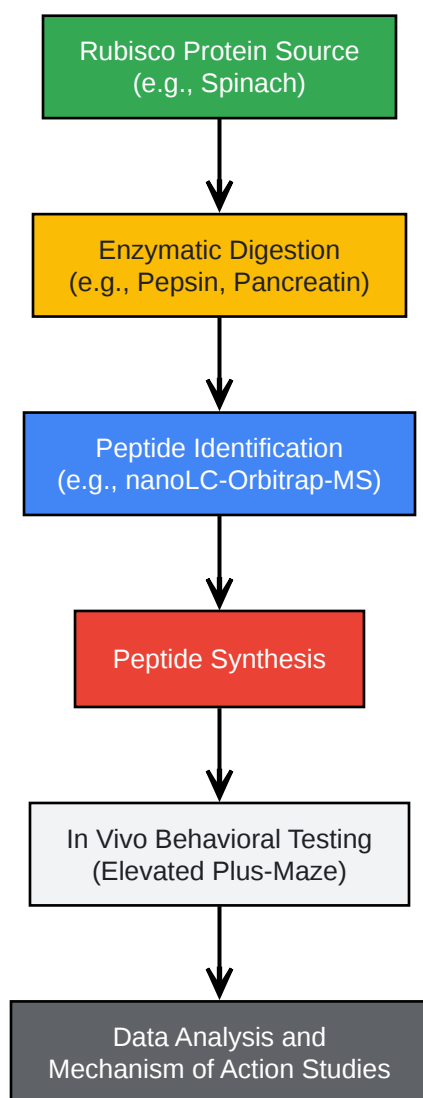 Rubisco Protein Source
(e.g., Spinach)
Enzymatic Digestion
(e.g., Pepsin, Pancreatin)
Peptide Identification
(e.g., nanoLC-Orbitrap-MS)
Peptide Synthesis
In Vivo Behavioral Testing
(Elevated Plus-Maze)
Data Analysis and
Mechanism of Action Studies